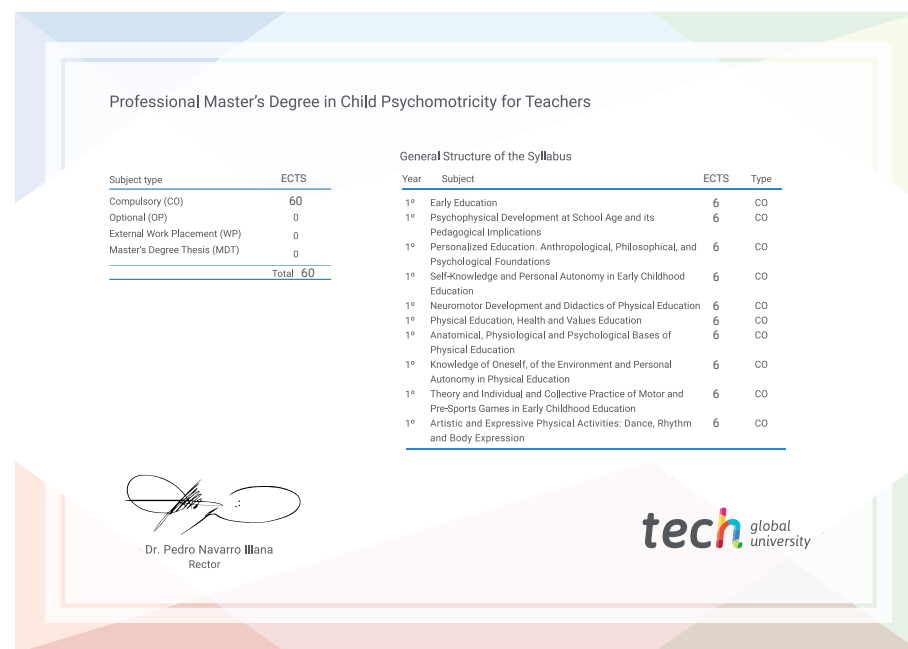 Professional Master's Degree in Child Psychomotricity for Teachers
Subject type ECTS
Compulsory (CO) 60
Optional (OP) 0
External Work Placement (WP) 0
Master's Degree Thesis (MDT) 0
Total 60
General Structure of the Syllabus
Year Subject ECTS Type
1º Early Education 6 CO
1º Psychophysical Development at School Age and its 6 CO
Pedagogical Implications
1º Personalized Education. Anthropological, Philosophical, and 6 CO
Psychological Foundations
1º Self-Knowledge and Personal Autonomy in Early Childhood 6 CO
Education
1º Neuromotor Development and Didactics of Physical Education 6 CO
1º Physical Education, Health and Values Education 6 CO
1º Anatomical, Physiological and Psychological Bases of 6 CO
Physical Education
1º Knowledge of Oneself, of the Environment and Personal 6 CO
Autonomy in Physical Education
1º Theory and Individual and Collective Practice of Motor and 6 CO
Pre-Sports Games in Early Childhood Education
1º Artistic and Expressive Physical Activities: Dance, Rhythm 6 CO
and Body Expression
Dr. Pedro Navarro Illana
Rector
tech global
university